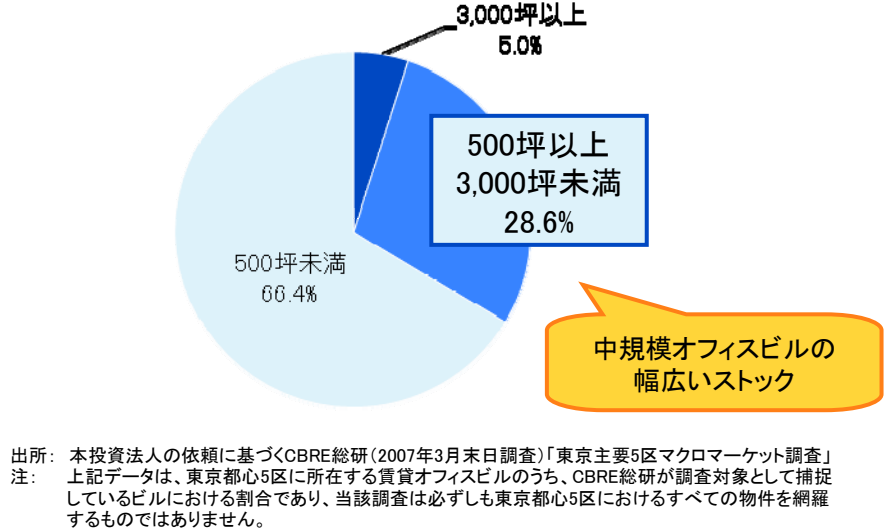 3,000坪以上
5.0%
500坪以上
3,000坪未満
28.6%
500坪未満
66.4%
中規模オフィスビルの
幅広いストック
出所： 本投資法人の依頼に基づくCBRE総研（2007年3月末日調査）「東京主要5区マクロマーケット調査」
注： 上記データは、東京都心5区に所在する賃貸オフィスビルのうち、CBRE総研が調査対象として捕捉
しているビルにおける割合であり、当該調査は必ずしも東京都心5区におけるすべての物件を網羅
するものではありません。